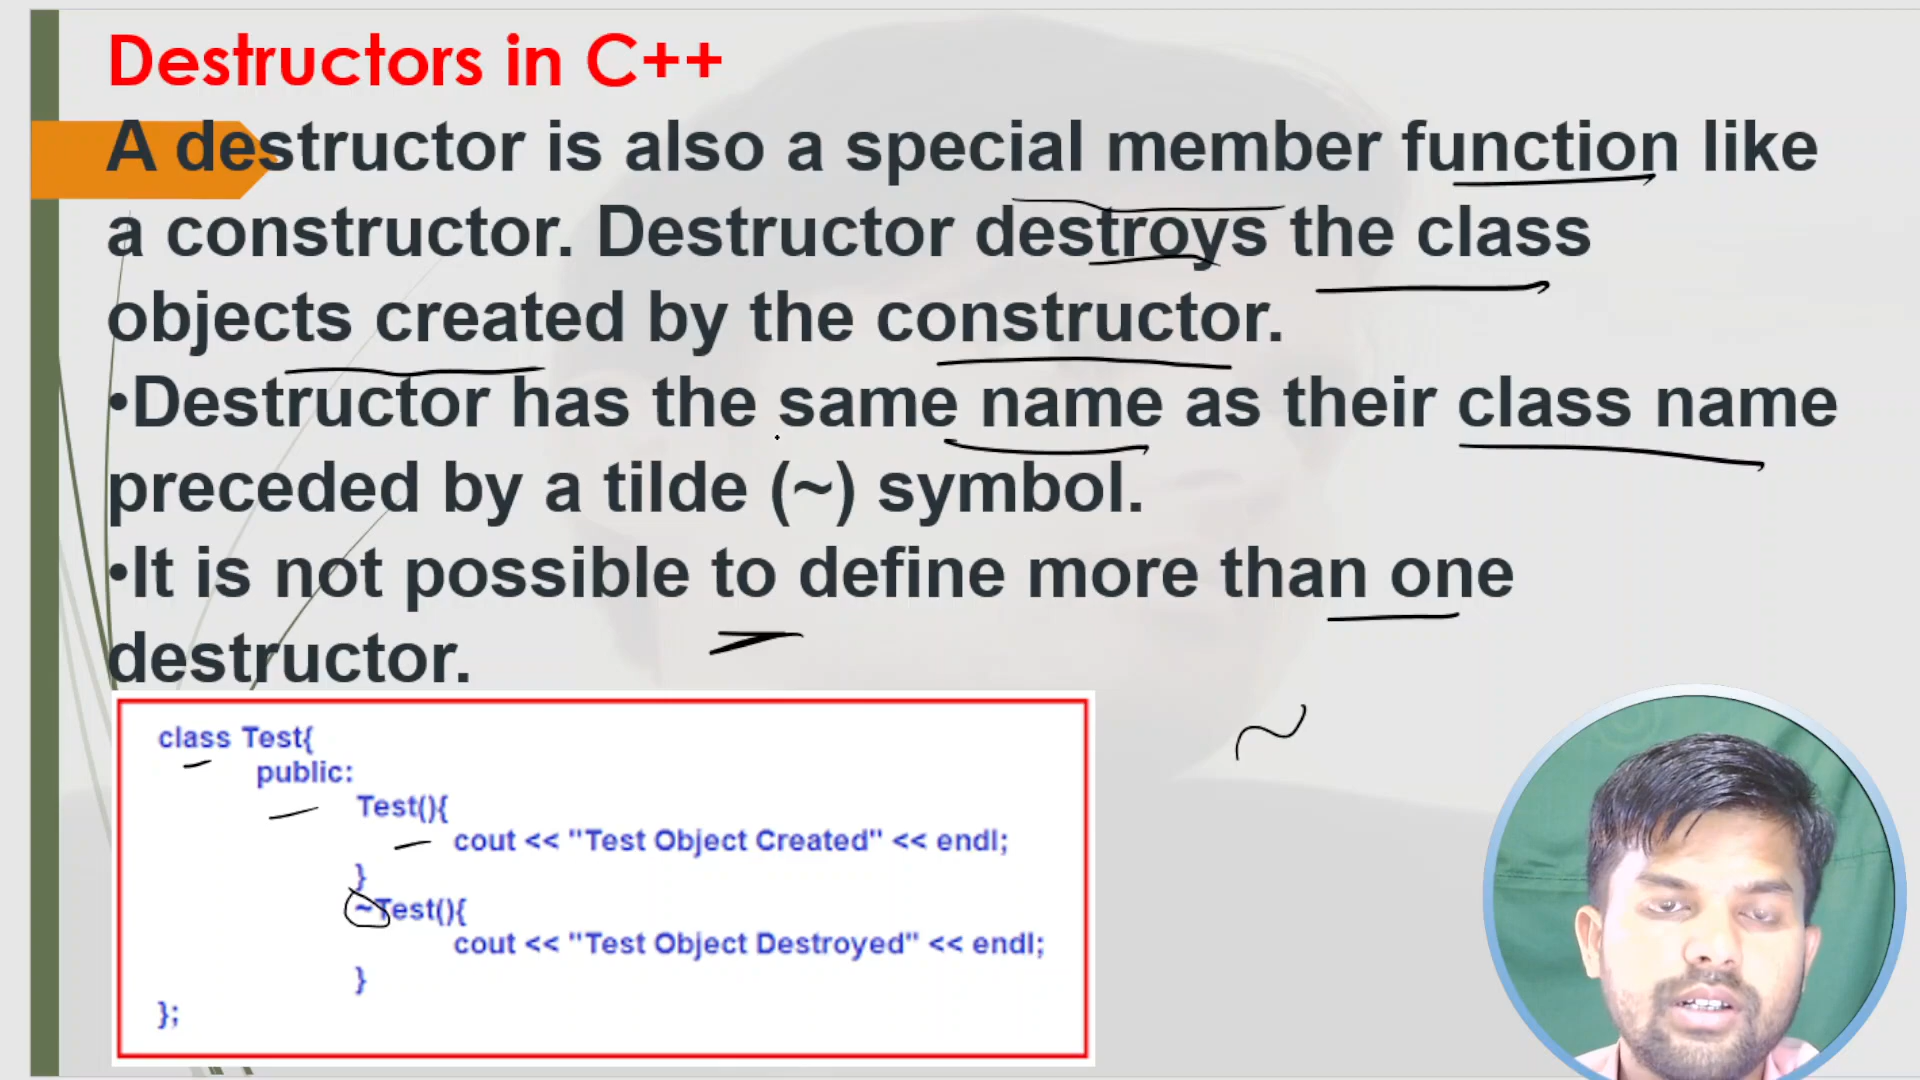 Destructors in C++
A destructor is also a special member function like
a constructor. Destructor destroys the class
objects created by the constructor.
•Destructor has the same name as their class name
preceded by a tilde (~) symbol.
•It is not possible to define more than one
destructor.
class Test{
public:
Test(){
cout << "Test Object Created" << endl;
}
~Test(){
cout << "Test Object Destroyed" << endl;
}
};
~